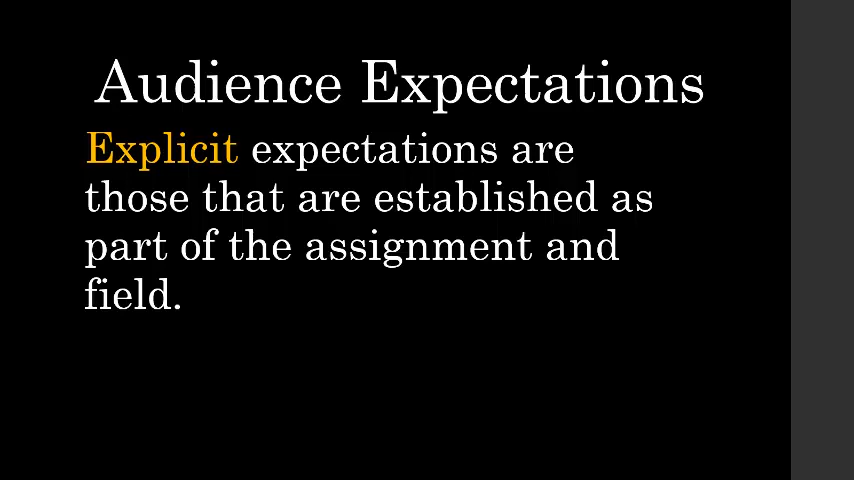 Audience Expectations
Explicit expectations are
those that are established as
part of the assignment and
field.